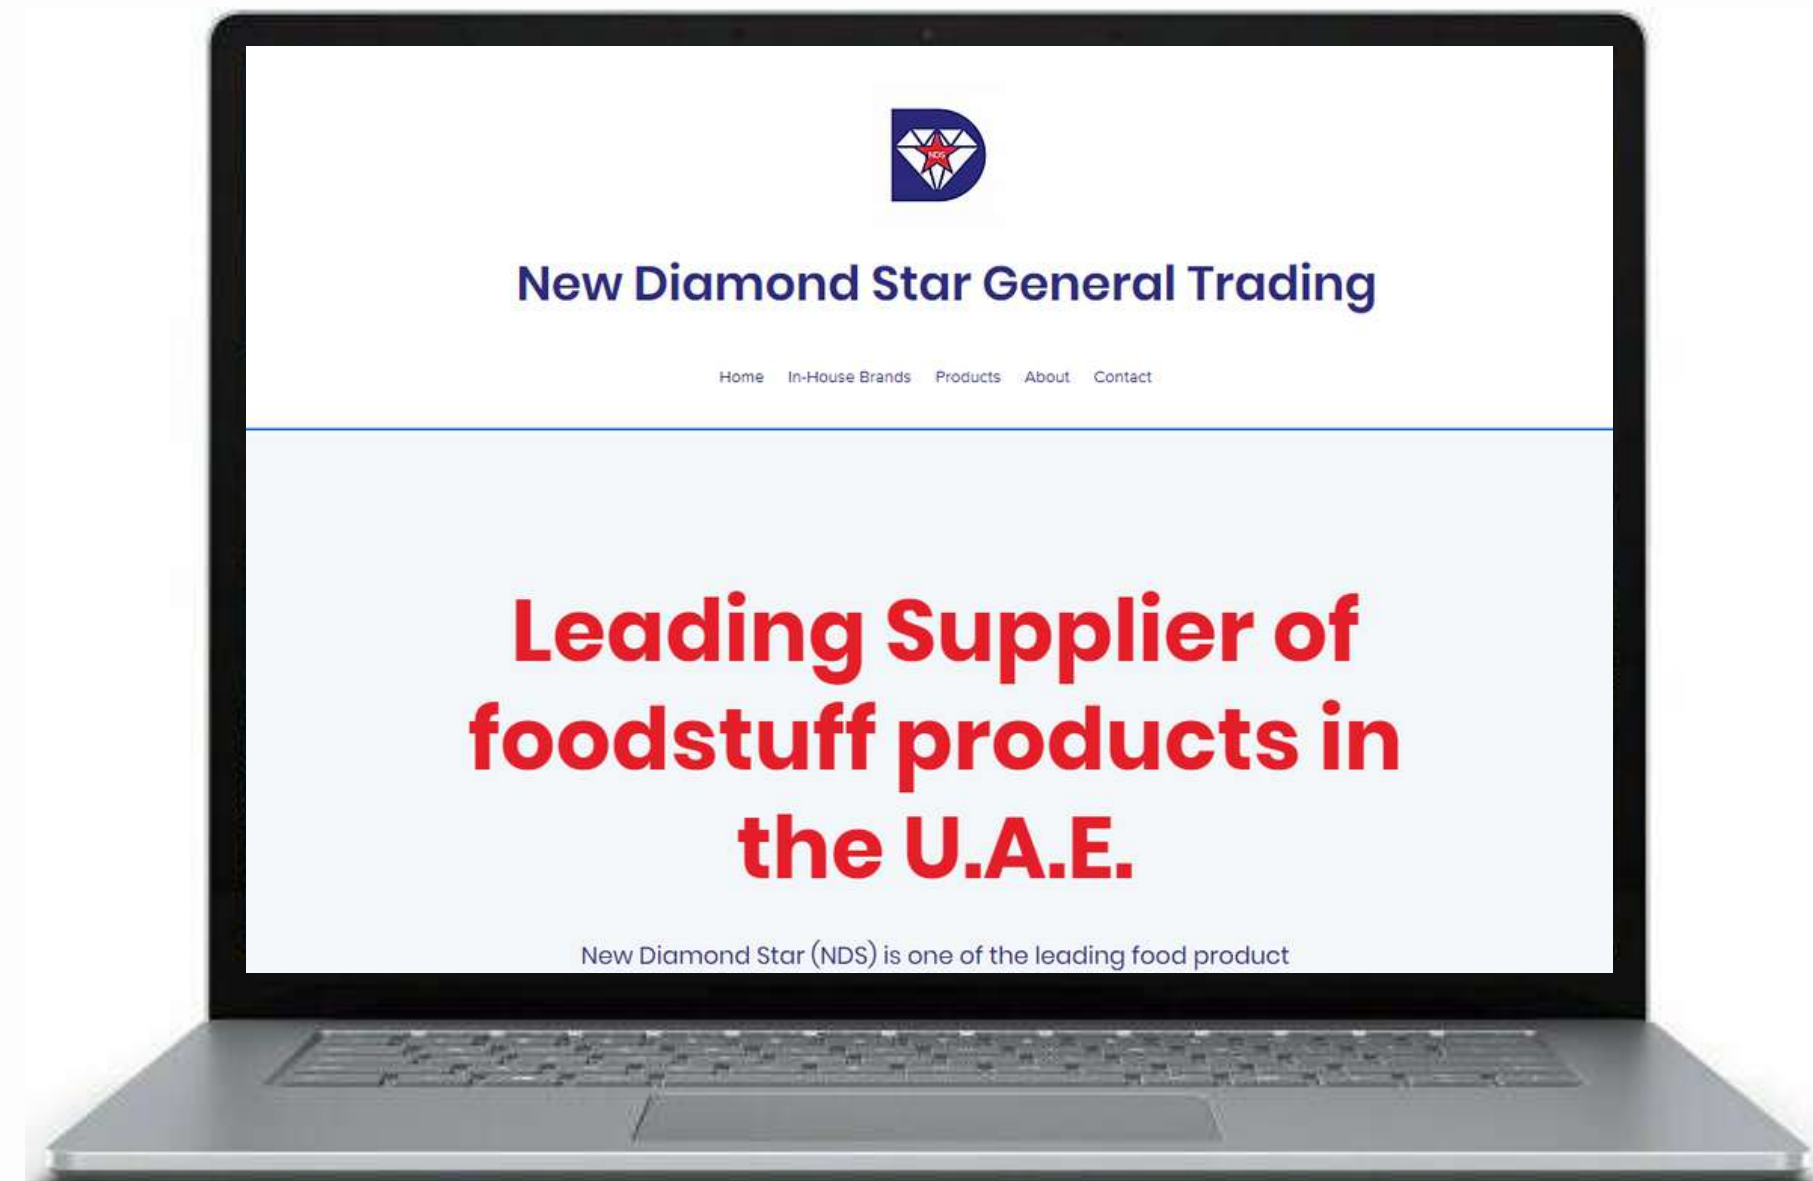 NDS
New Diamond Star General Trading
Home In-House Brands Products About Contact
Leading Supplier of
foodstuff products in
the U.A.E.
New Diamond Star (NDS) is one of the leading food product